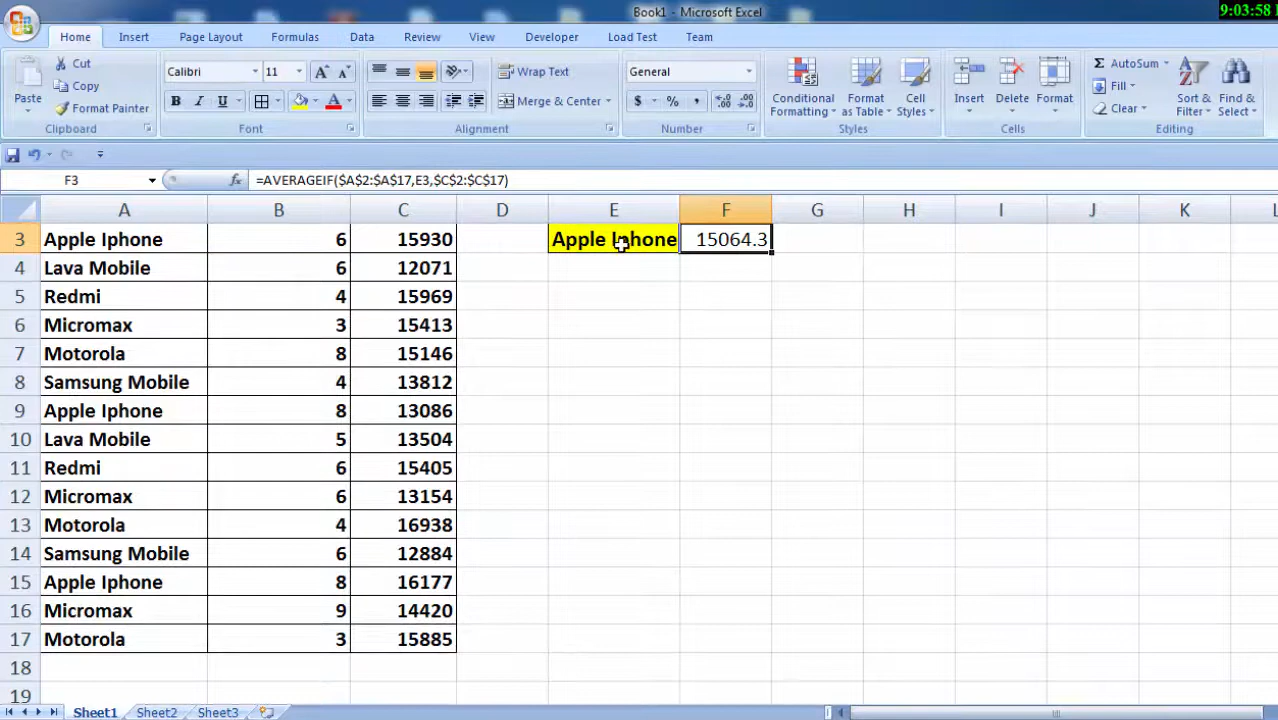 Book1 - Microsoft Excel
9:03:58
Home Insert Page Layout Formulas Data Review View Developer Load Test Team
Paste
Cut
Copy
Format Painter
Clipboard
Calibri 11
B I U
Font
Wrap Text
Merge & Center
Alignment
General
$ % ,
Number
Conditional Formatting
Format as Table
Cell Styles
Styles
Insert
Delete
Format
Cells
Σ AutoSum
Fill
Clear
Sort & Filter
Find & Select
Editing
F3 fx =AVERAGEIF($A$2:$A$17,E3,$C$2:$C$17)
A B C D E F G H I J K L
3 Apple Iphone 6 15930 Apple Iphone 15064.3
4 Lava Mobile 6 12071
5 Redmi 4 15969
6 Micromax 3 15413
7 Motorola 8 15146
8 Samsung Mobile 4 13812
9 Apple Iphone 8 13086
10 Lava Mobile 5 13504
11 Redmi 6 15405
12 Micromax 6 13154
13 Motorola 4 16938
14 Samsung Mobile 6 12884
15 Apple Iphone 8 16177
16 Micromax 9 14420
17 Motorola 3 15885
18
19
Sheet1 Sheet2 Sheet3